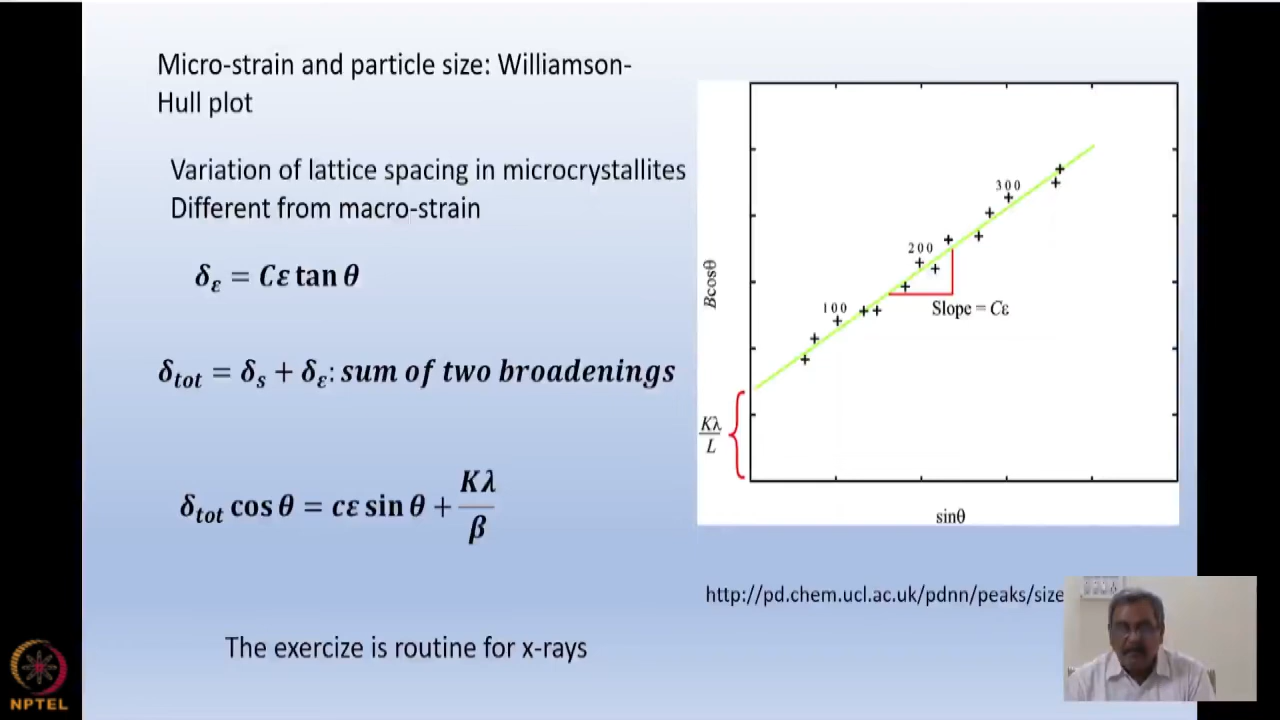 Micro-strain and particle size: Williamson-
Hull plot
Variation of lattice spacing in microcrystallites
Different from macro-strain
δ_ε = Cε tan θ
δ_tot = δ_s + δ_ε: sum of two broadenings
δ_tot cos θ = cε sin θ + Kλ/β
The exercize is routine for x-rays
Bcosθ
Kλ/L
100
200
300
Slope = Cε
sinθ
http://pd.chem.ucl.ac.uk/pdnn/peaks/size
NPTEL